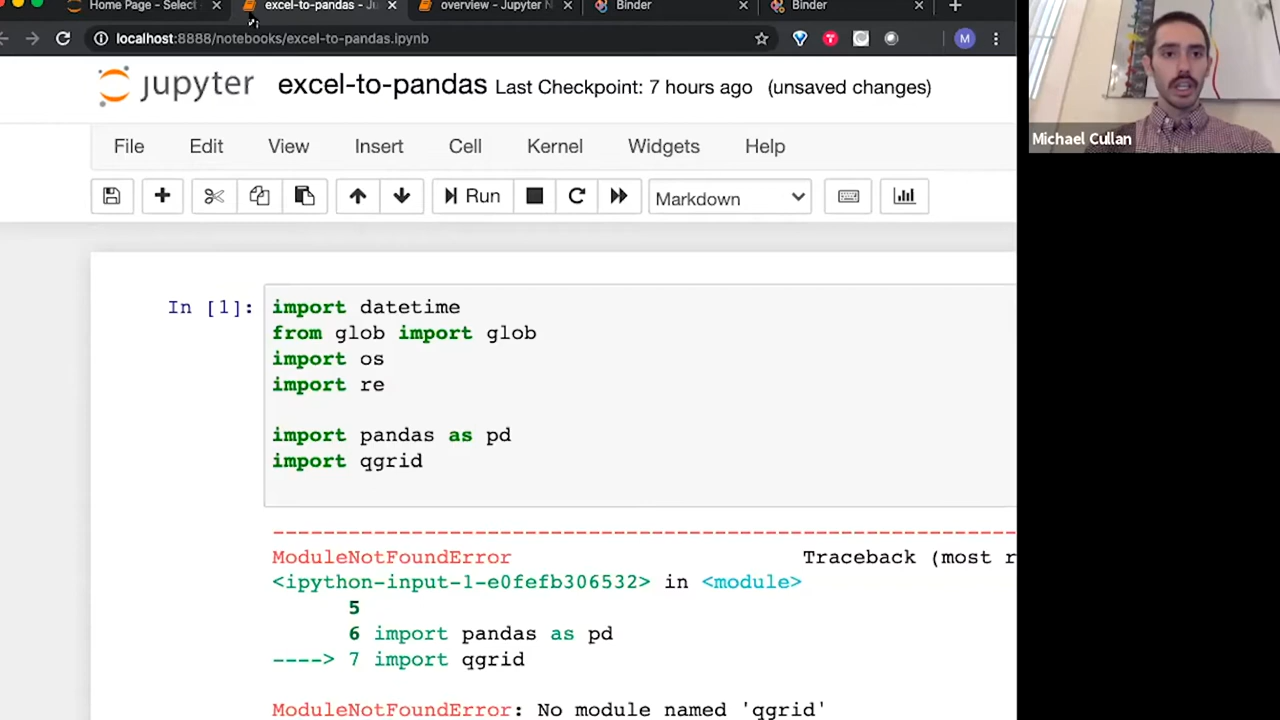 Home Page - Select
excel-to-pandas - Ju
overview - Jupyter N
Binder
Binder
localhost:8888/notebooks/excel-to-pandas.ipynb
M
jupyter excel-to-pandas Last Checkpoint: 7 hours ago (unsaved changes)
File Edit View Insert Cell Kernel Widgets Help
Run Markdown
In [1]: import datetime
from glob import glob
import os
import re
import pandas as pd
import qgrid
---------------------------------------------------------------------------
ModuleNotFoundError Traceback (most r
<ipython-input-1-e0fefb306532> in <module>
5
6 import pandas as pd
----> 7 import qgrid
ModuleNotFoundError: No module named 'qgrid'
Michael Cullan